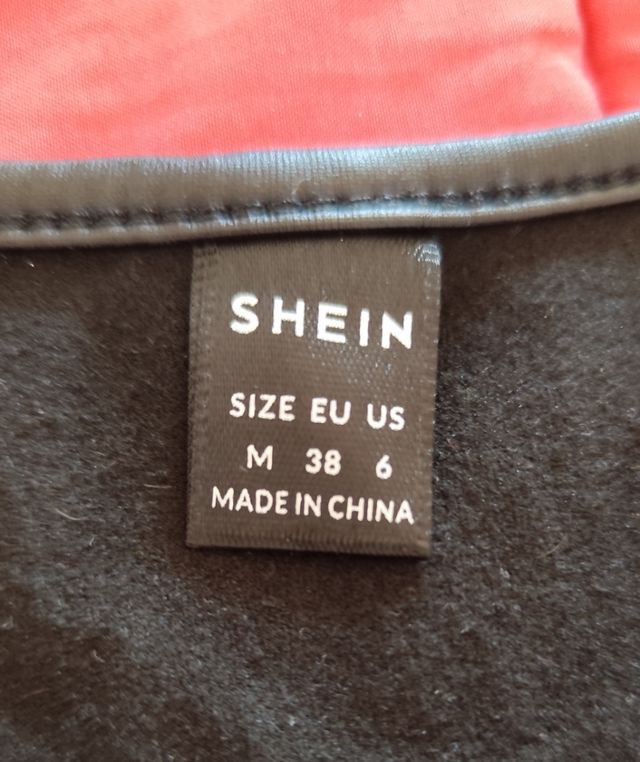 SHEIN
SIZE EU US
M 38 6
MADE IN CHINA